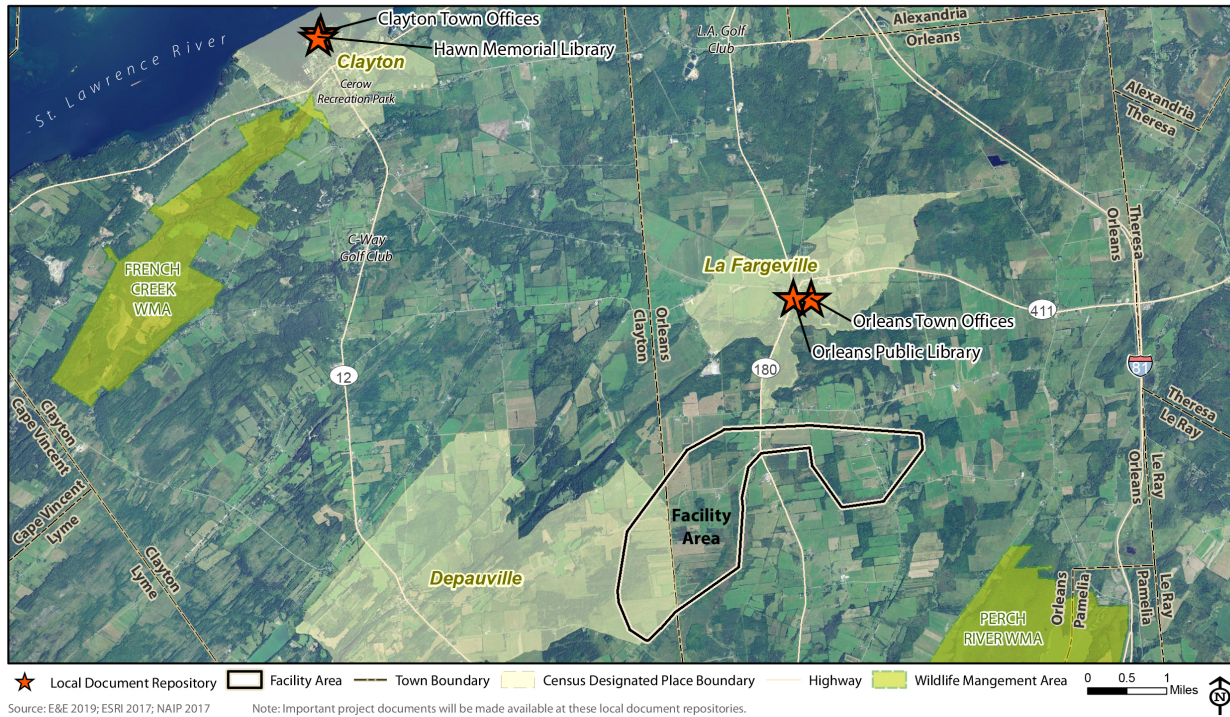 Clayton Town Offices
Hawn Memorial Library
St. Lawrence River
Clayton
Cerow
Recreation Park
L.A. Golf
Club
Alexandria
Orleans
Alexandria
Theresa
C-Way
Golf Club
FRENCH
CREEK
WMA
La Fargeville
Orleans
Theresa
Orleans Town Offices
Orleans Public Library
411
Clayton
Orleans
12
180
81
Theresa
Le Ray
Clayton
Cape Vincent
Cape Vincent
Lyme
Clayton
Lyme
Orleans
Le Ray
Facility
Area
Depauville
PERCH
RIVER WMA
Orleans
Pamelia
Pamelia
Le Ray
Local Document Repository
Facility Area
Town Boundary
Census Designated Place Boundary
Highway
Wildlife Mangement Area
0 0.5 1
Miles
N
Source: E&E 2019; ESRI 2017; NAIP 2017
Note: Important project documents will be made available at these local document repositories.